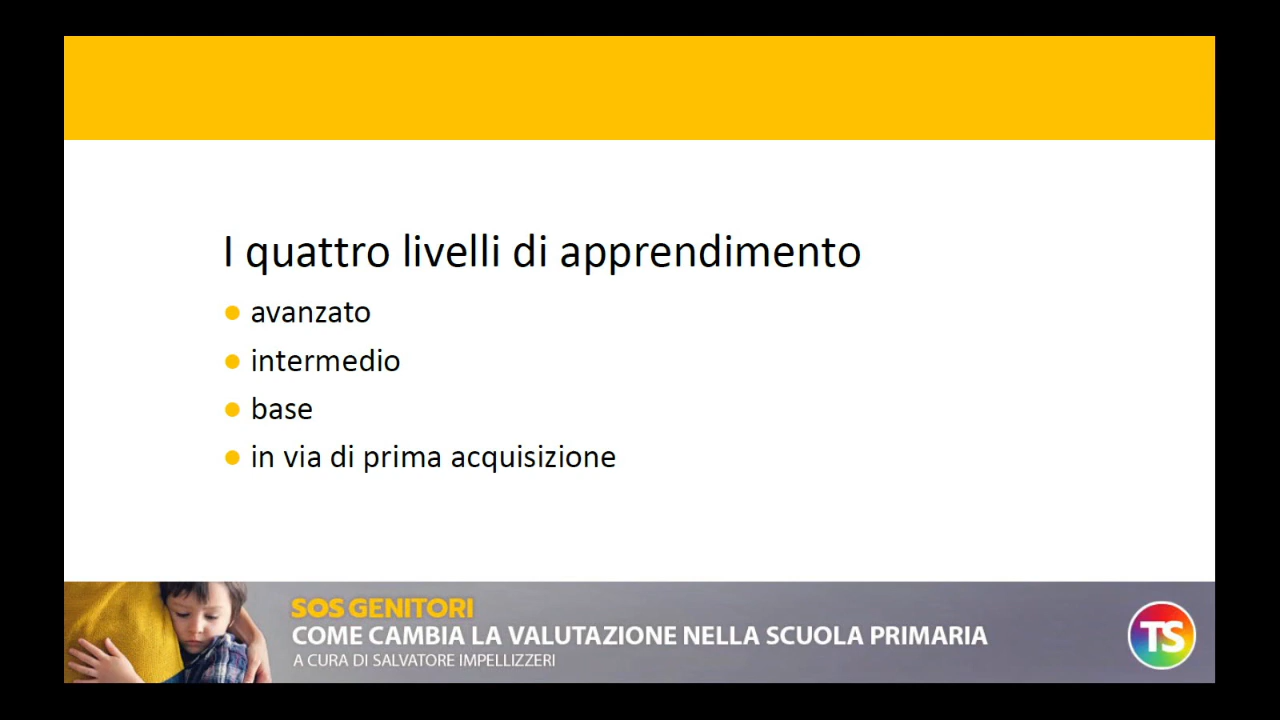 I quattro livelli di apprendimento
avanzato
intermedio
base
in via di prima acquisizione
SOS GENITORI
COME CAMBIA LA VALUTAZIONE NELLA SCUOLA PRIMARIA
A CURA DI SALVATORE IMPELLIZZERI
TS